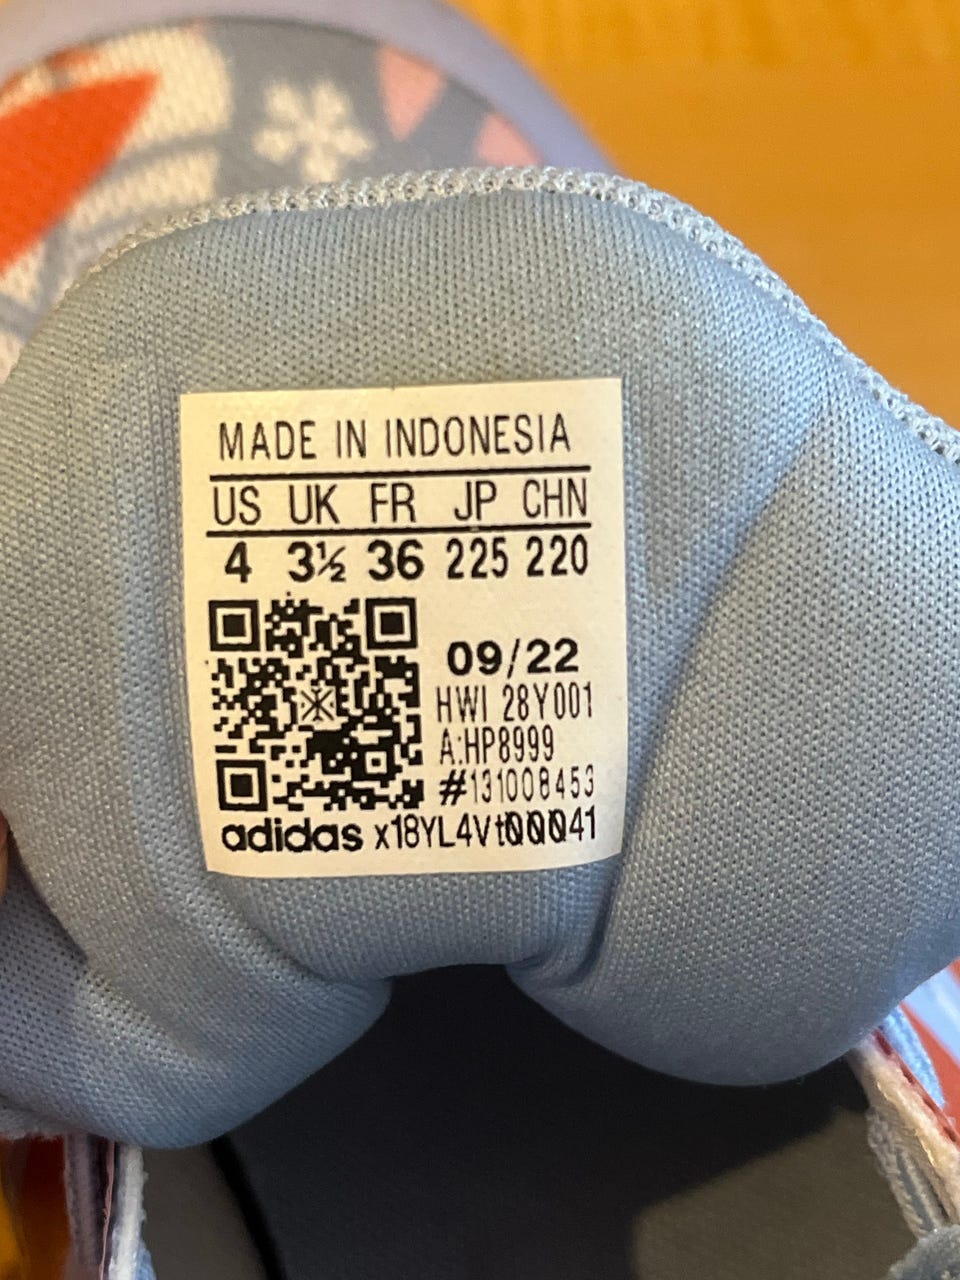 MADE IN INDONESIA
US UK FR JP CHN
4 3½ 36 225 220
09/22
HWI 28Y001
A:HP8999
#131008453
adidas x18YL4Vt00041